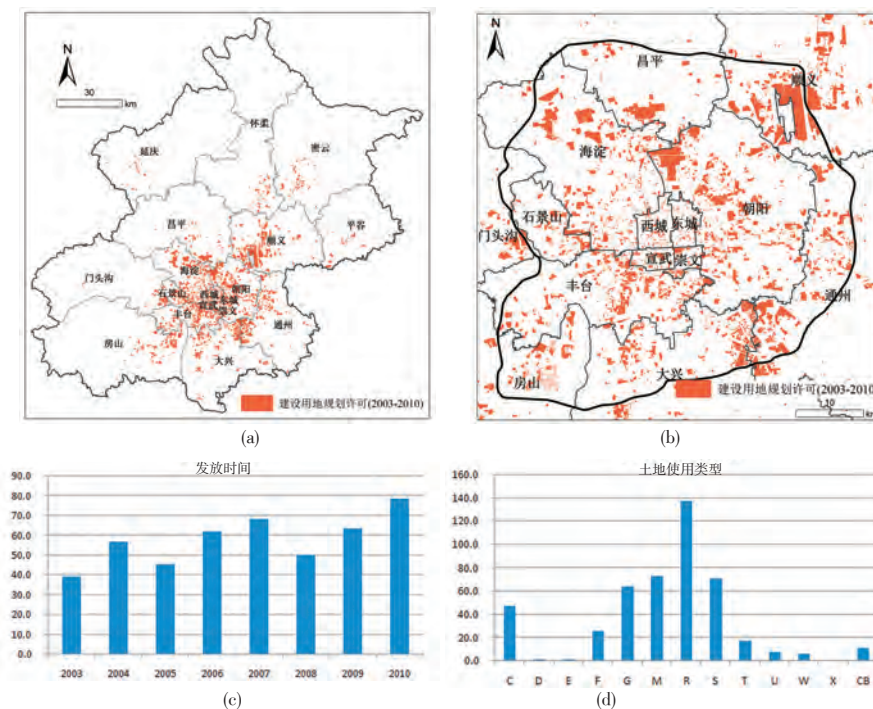 N
30
km
怀柔
延庆
密云
昌平
顺义
平谷
门头沟
海淀
石景山
西城
东城
朝阳
宣武
崇文
丰台
通州
房山
大兴
建设用地规划许可(2003-2010)
(a)
N
昌平
顺义
海淀
朝阳
石景山
西城
东城
门头沟
宣武
崇文
丰台
通州
大兴
房山
建设用地规划许可(2003-2010)
10
km
(b)
发放时间
90.0
80.0
70.0
60.0
50.0
40.0
30.0
20.0
10.0
0.0
2003 2004 2005 2006 2007 2008 2009 2010
(c)
土地使用类型
160.0
140.0
120.0
100.0
80.0
60.0
40.0
20.0
0.0
C D E F G M R S T U W X CB
(d)